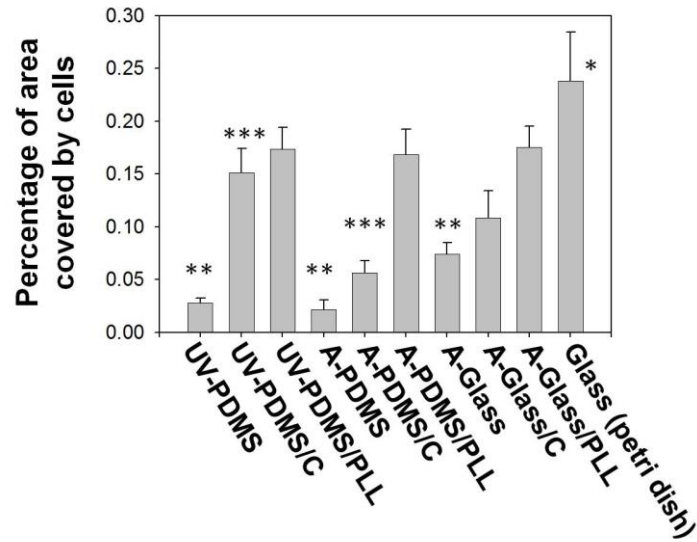 Percentage of area
covered by cells
0.30
0.25
0.20
0.15
0.10
0.05
0.00
**
***
**
***
**
*
UV-PDMS
UV-PDMS/C
UV-PDMS/PLL
A-PDMS
A-PDMS/C
A-PDMS/PLL
A-Glass
A-Glass/C
A-Glass/PLL
Glass (petri dish)